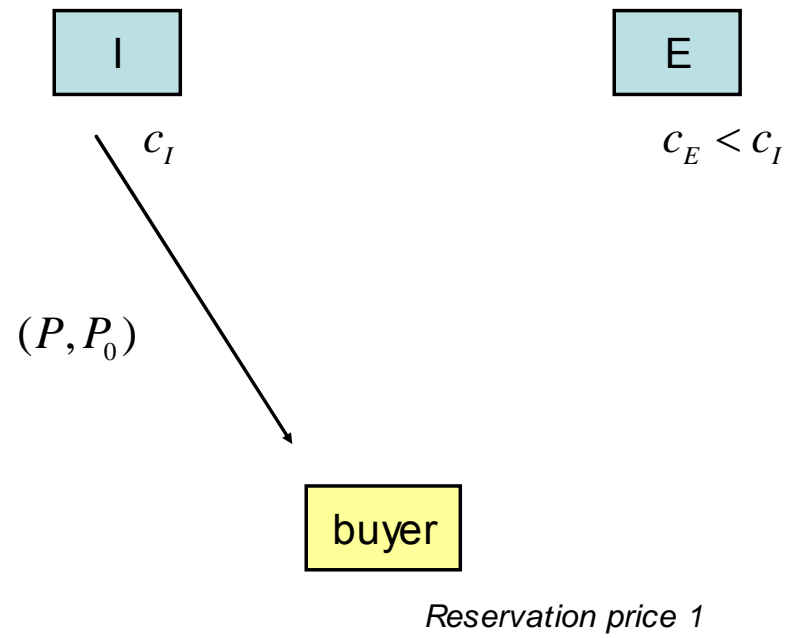 I
E
c_I
c_E < c_I
(P, P_0)
buyer
Reservation price 1